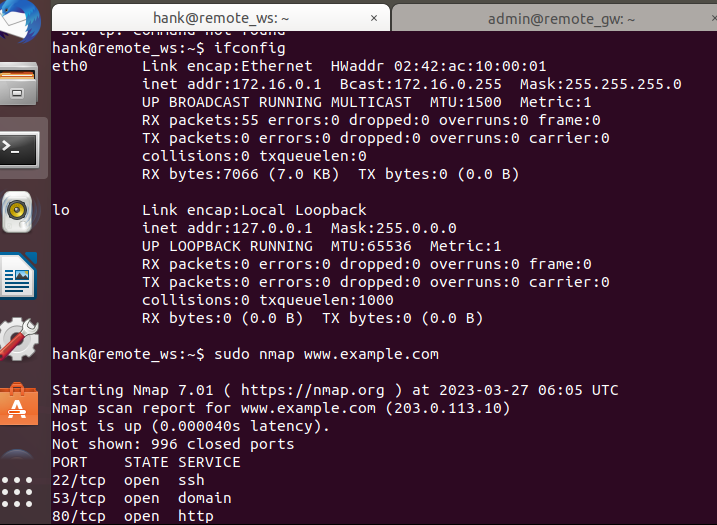 hank@remote_ws: ~ ×
admin@remote_gw: ~ ×
hank@remote_ws:~$ ifconfig
eth0      Link encap:Ethernet  HWaddr 02:42:ac:10:00:01
          inet addr:172.16.0.1  Bcast:172.16.0.255  Mask:255.255.255.0
          UP BROADCAST RUNNING MULTICAST  MTU:1500  Metric:1
          RX packets:55 errors:0 dropped:0 overruns:0 frame:0
          TX packets:0 errors:0 dropped:0 overruns:0 carrier:0
          collisions:0 txqueuelen:0
          RX bytes:7066 (7.0 KB)  TX bytes:0 (0.0 B)
lo        Link encap:Local Loopback
          inet addr:127.0.0.1  Mask:255.0.0.0
          UP LOOPBACK RUNNING  MTU:65536  Metric:1
          RX packets:0 errors:0 dropped:0 overruns:0 frame:0
          TX packets:0 errors:0 dropped:0 overruns:0 carrier:0
          collisions:0 txqueuelen:1000
          RX bytes:0 (0.0 B)  TX bytes:0 (0.0 B)
hank@remote_ws:~$ sudo nmap www.example.com
Starting Nmap 7.01 ( https://nmap.org ) at 2023-03-27 06:05 UTC
Nmap scan report for www.example.com (203.0.113.10)
Host is up (0.000040s latency).
Not shown: 996 closed ports
PORT    STATE SERVICE
22/tcp  open  ssh
53/tcp  open  domain
80/tcp  open  http